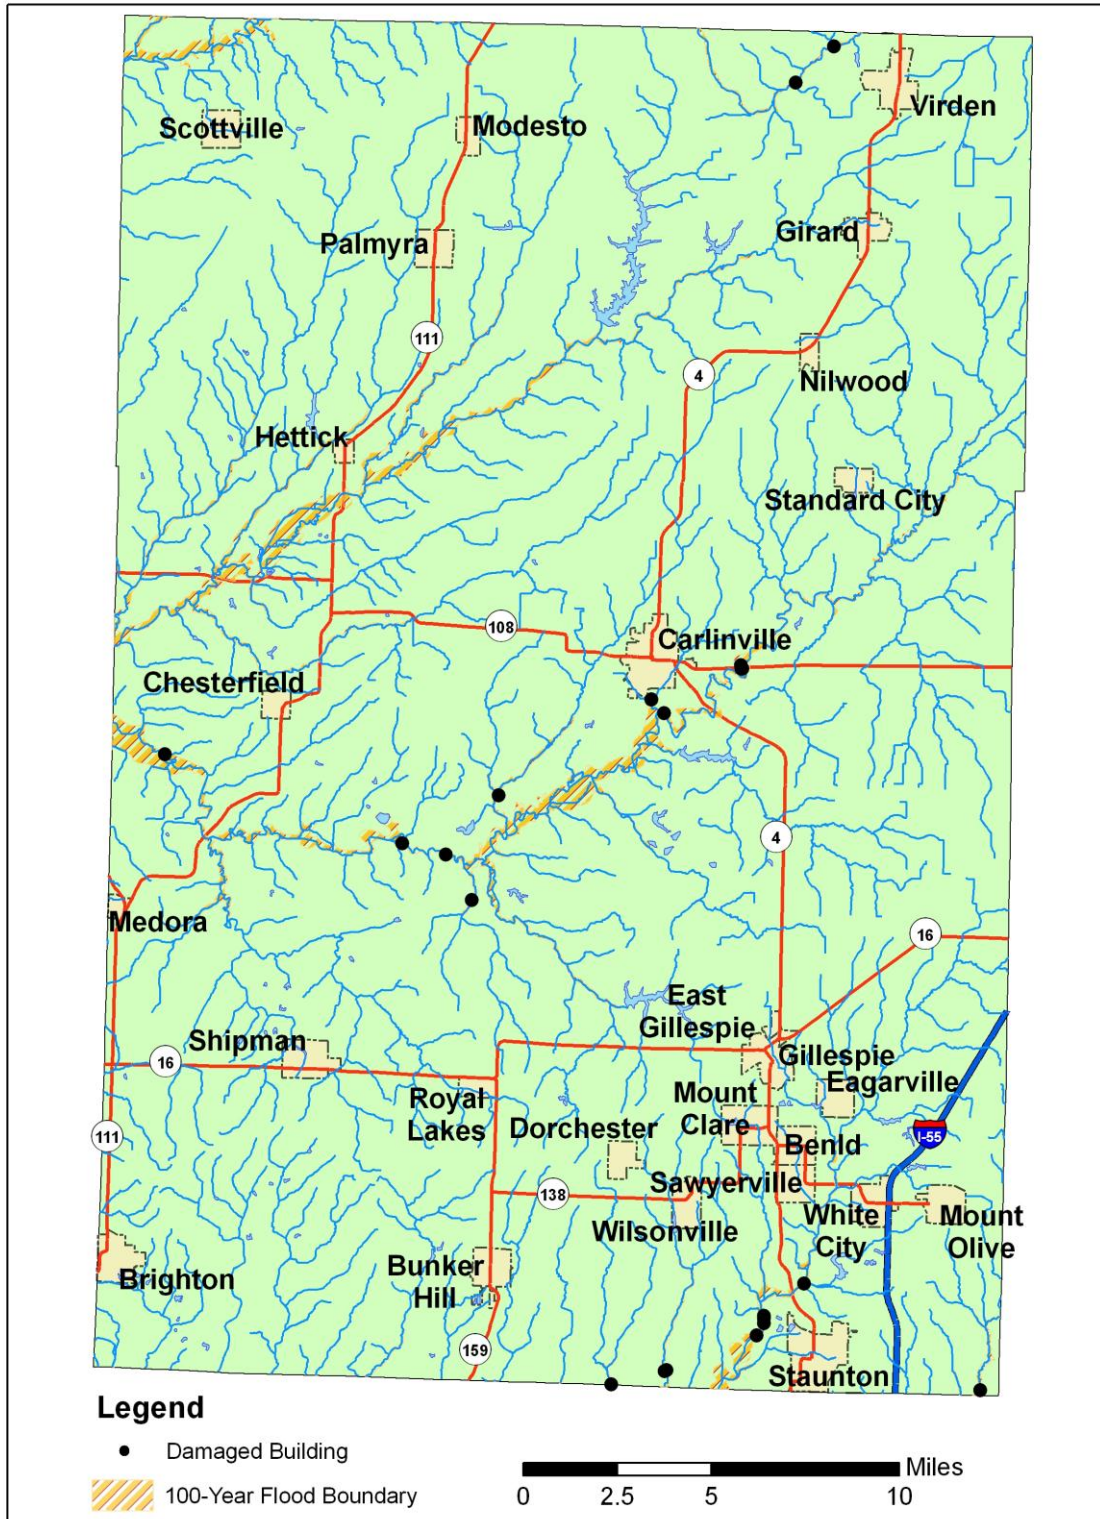 Virden
Scottville
Modesto
Girard
Palmyra
111
4
Nilwood
Hettick
Standard City
108
Carlinville
Chesterfield
4
Medora
16
East
Gillespie
Shipman
Gillespie
16
Eagarville
Royal
Lakes
Mount
Clare
Dorchester
111
I-55
Benld
Sawyerville
138
White
City
Mount
Olive
Wilsonville
Bunker
Hill
Brighton
159
Staunton
Legend
Damaged Building
100-Year Flood Boundary
Miles
0 2.5 5 10